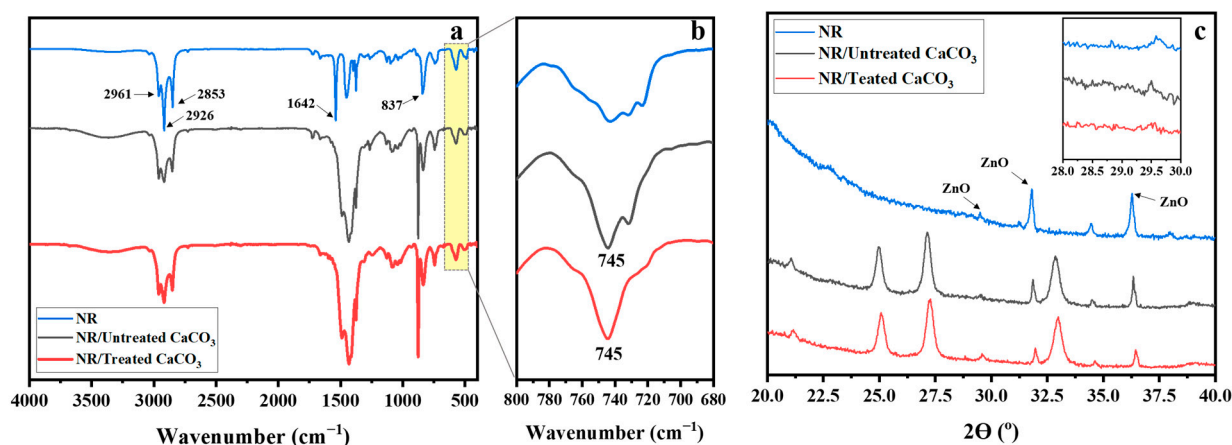 a
2961
2926
2853
1642
837
NR
NR/Untreated CaCO₃
NR/Treated CaCO₃
4000 3500 3000 2500 2000 1500 1000 500
Wavenumber (cm⁻¹)
b
745
745
800 780 760 740 720 700 680
Wavenumber (cm⁻¹)
c
NR
NR/Untreated CaCO₃
NR/Teated CaCO₃
28.0 28.5 29.0 29.5 30.0
ZnO
ZnO
ZnO
20.0 22.5 25.0 27.5 30.0 32.5 35.0 37.5 40.0
2Θ (º)